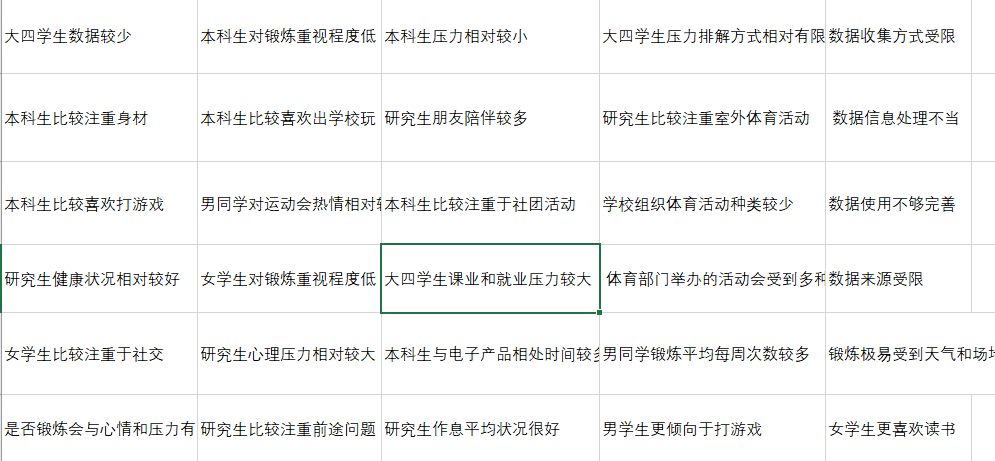 大四学生数据较少
本科生对锻炼重视程度低
本科生压力相对较小
大四学生压力排解方式相对有限
数据收集方式受限
本科生比较注重身材
本科生比较喜欢出学校玩
研究生朋友陪伴较多
研究生比较注重室外体育活动
数据信息处理不当
本科生比较喜欢打游戏
男同学对运动会热情相对
本科生比较注重于社团活动
学校组织体育活动种类较少
数据使用不够完善
研究生健康状况相对较好
女学生对锻炼重视程度低
大四学生课业和就业压力较大
体育部门举办的活动会受到多种
数据来源受限
女学生比较注重于社交
研究生心理压力相对较大
本科生与电子产品相处时间较多
男同学锻炼平均每周次数较多
锻炼极易受到天气和场地
是否锻炼会与心情和压力有
研究生比较注重前途问题
研究生作息平均状况很好
男学生更倾向于打游戏
女学生更喜欢读书